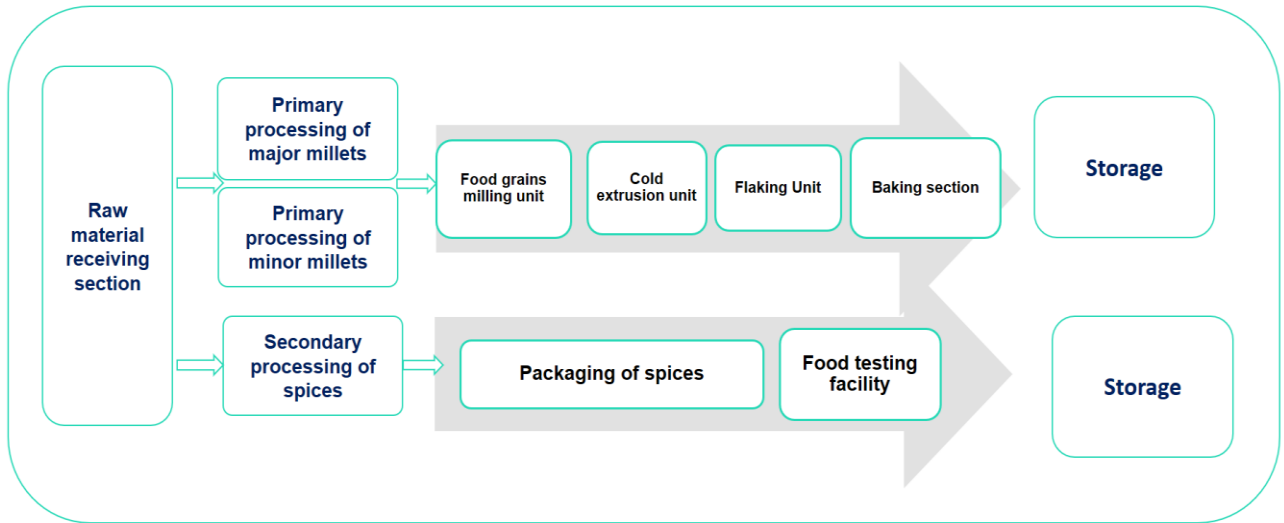 Raw
material
receiving
section
Primary
processing of
major millets
Primary
processing of
minor millets
Food grains
milling unit
Cold
extrusion unit
Flaking Unit
Baking section
Storage
Secondary
processing of
spices
Packaging of spices
Food testing
facility
Storage